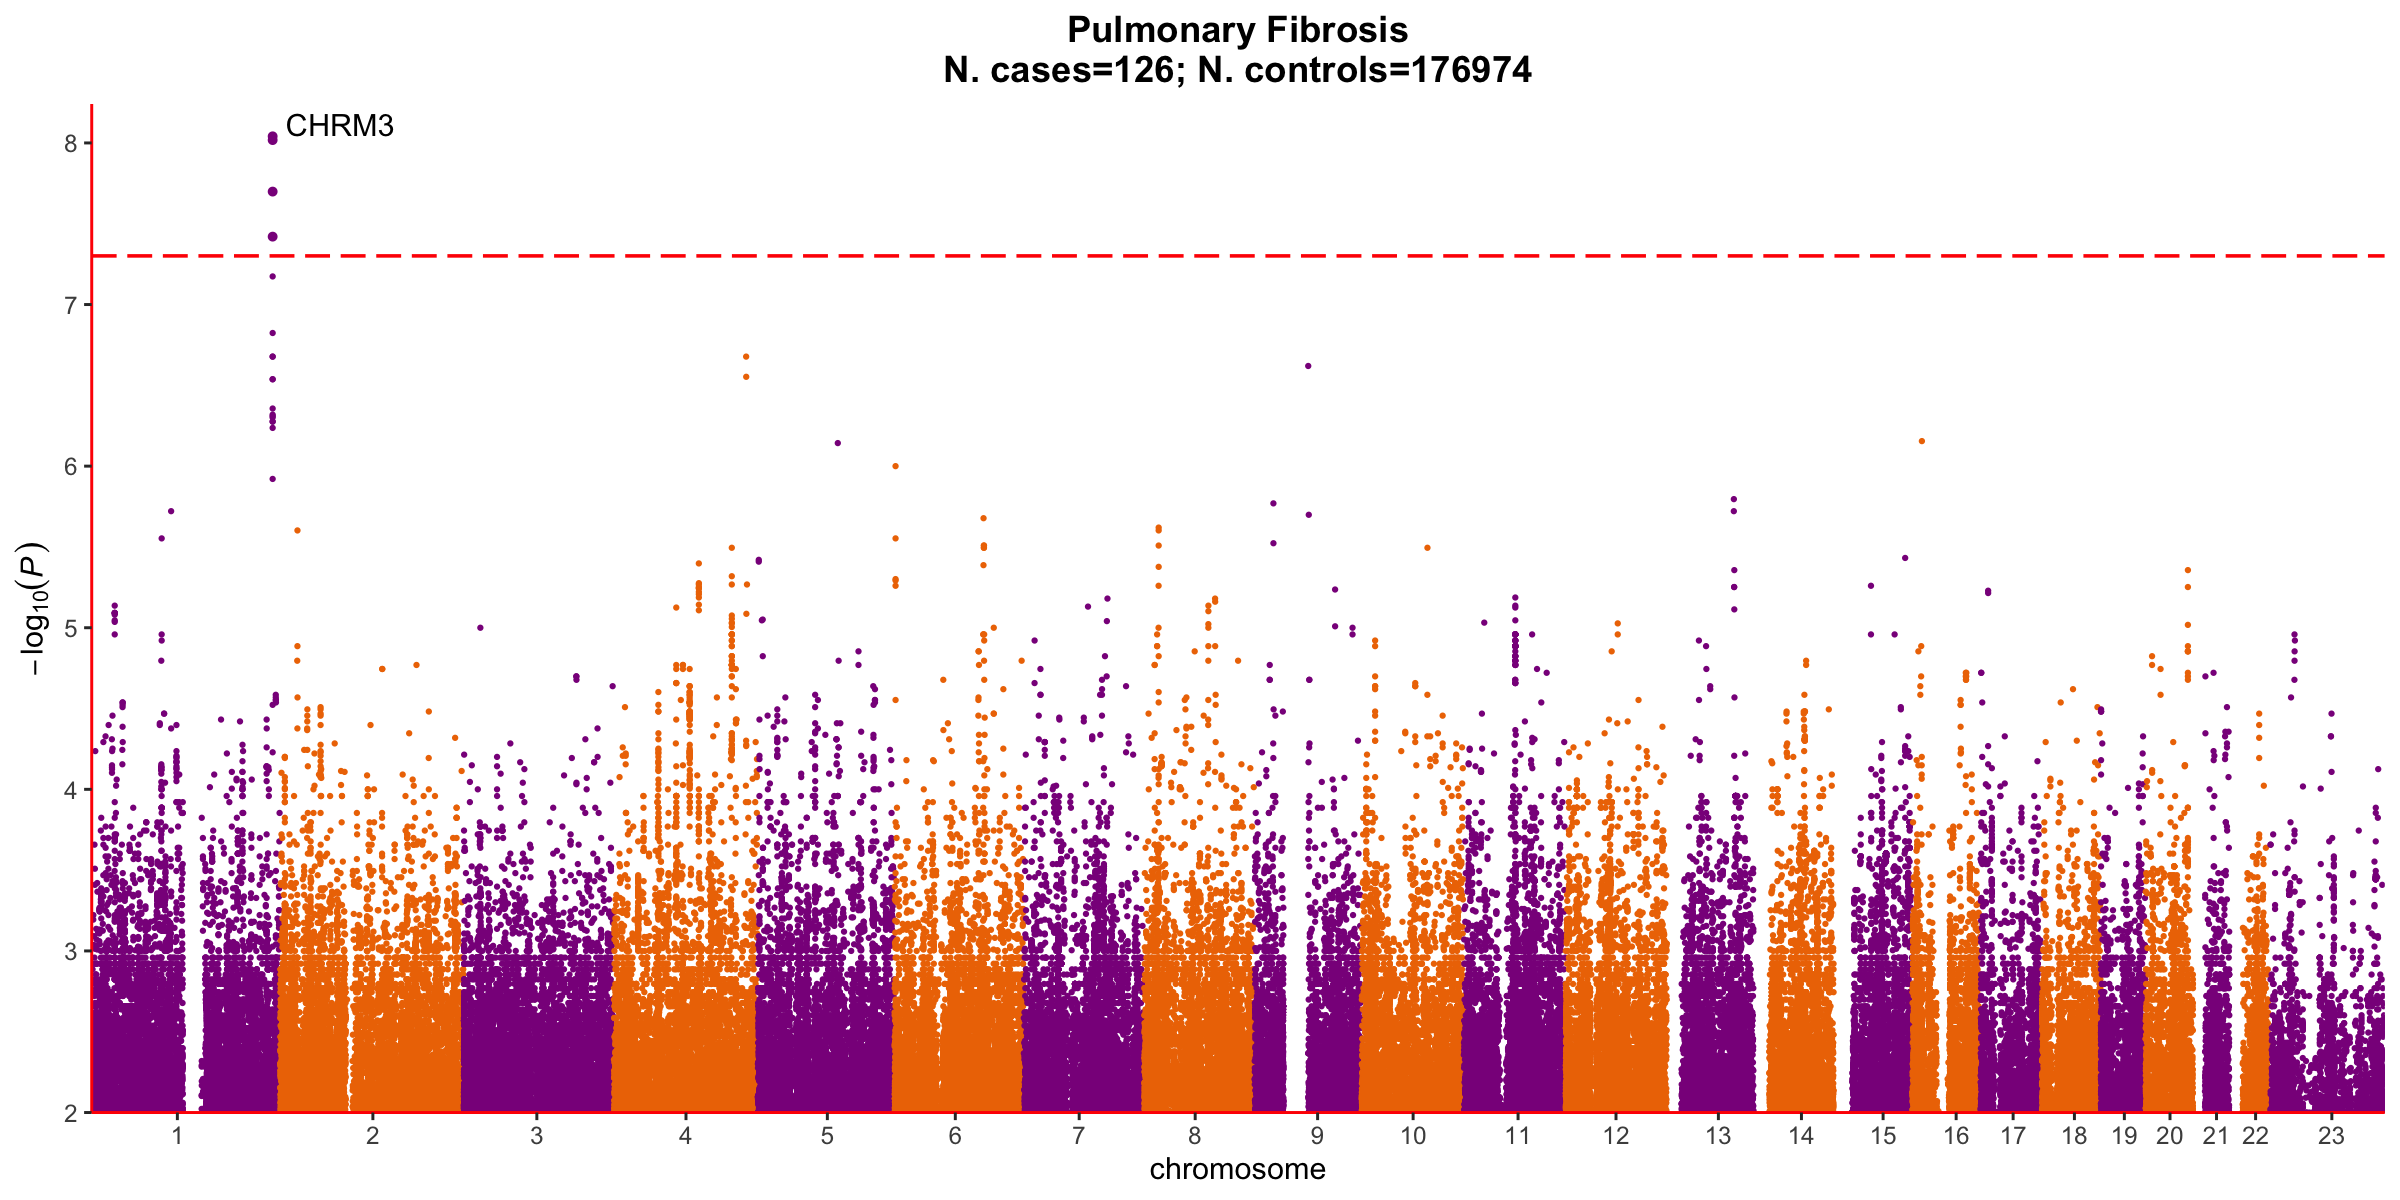 Pulmonary Fibrosis
N. cases=126; N. controls=176974
CHRM3
8
7
6
5
4
3
2
−log10(P)
1 2 3 4 5 6 7 8 9 10 11 12 13 14 15 16 17 18 19 20 21 22 23
chromosome